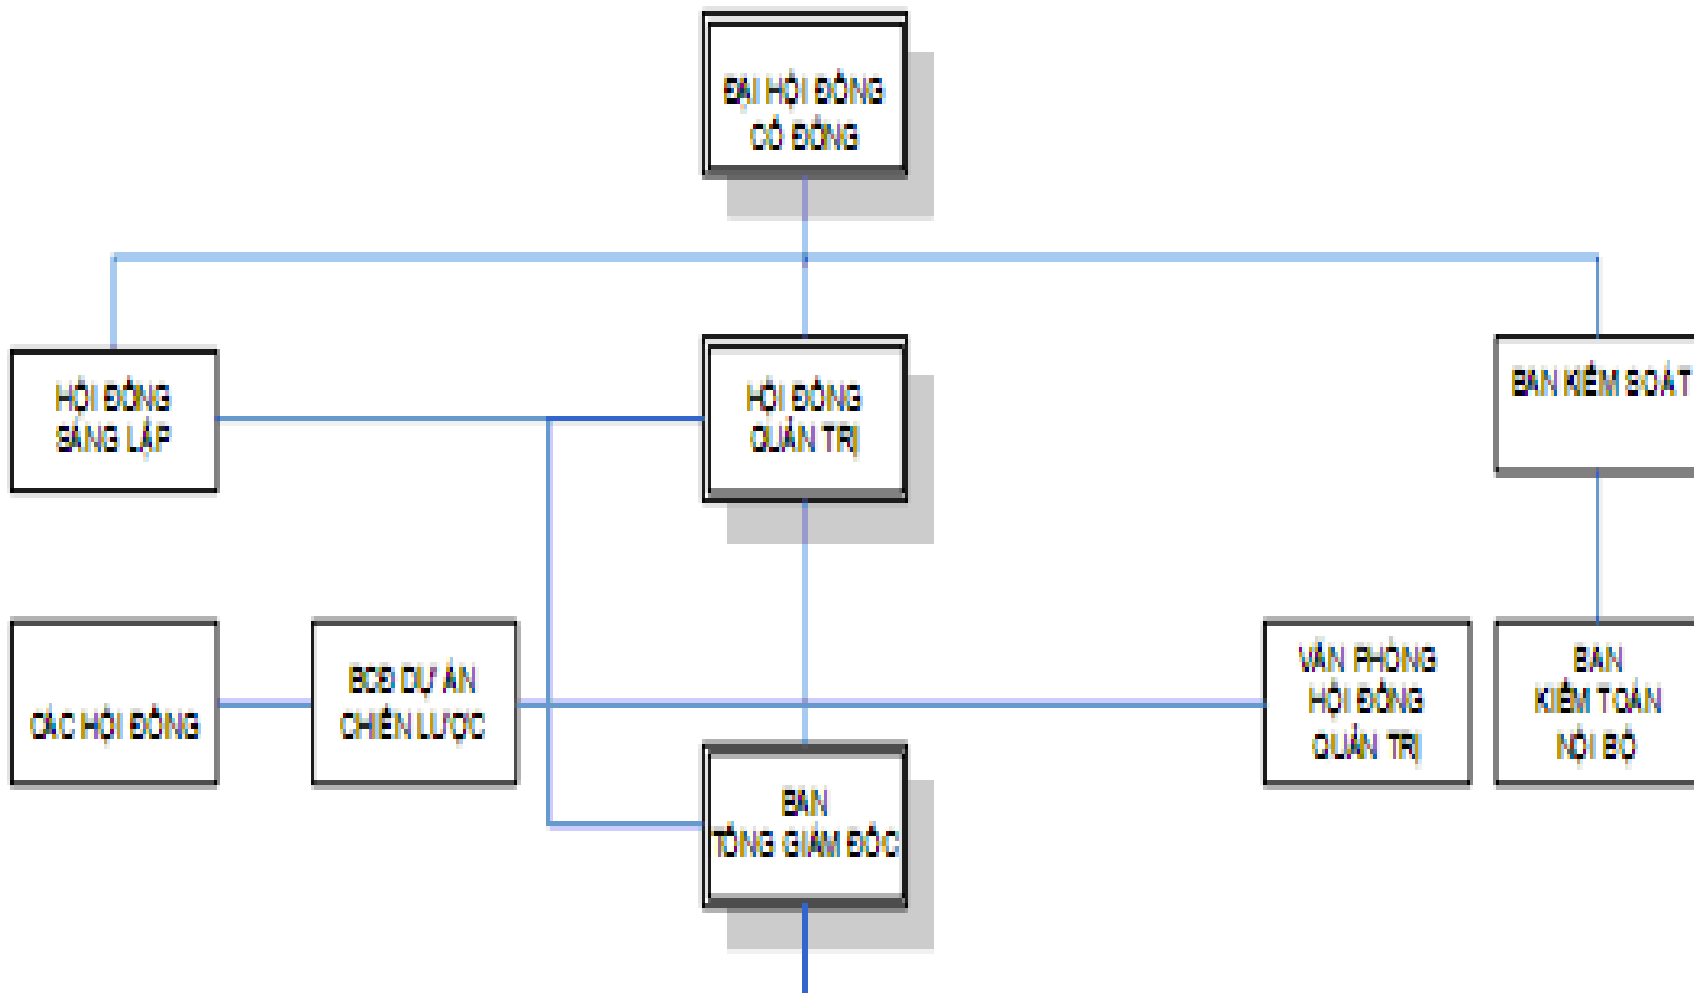 ĐẠI HỘI ĐỒNG
CỔ ĐÔNG
HỘI ĐỒNG
SÁNG LẬP
HỘI ĐỒNG
QUẢN TRỊ
BAN KIỂM SOÁT
CÁC HỘI ĐỒNG
BCĐ DỰ ÁN
CHIẾN LƯỢC
VĂN PHÒNG
HỘI ĐỒNG
QUẢN TRỊ
BAN
KIỂM TOÁN
NỘI BỘ
BAN
TỔNG GIÁM ĐỐC